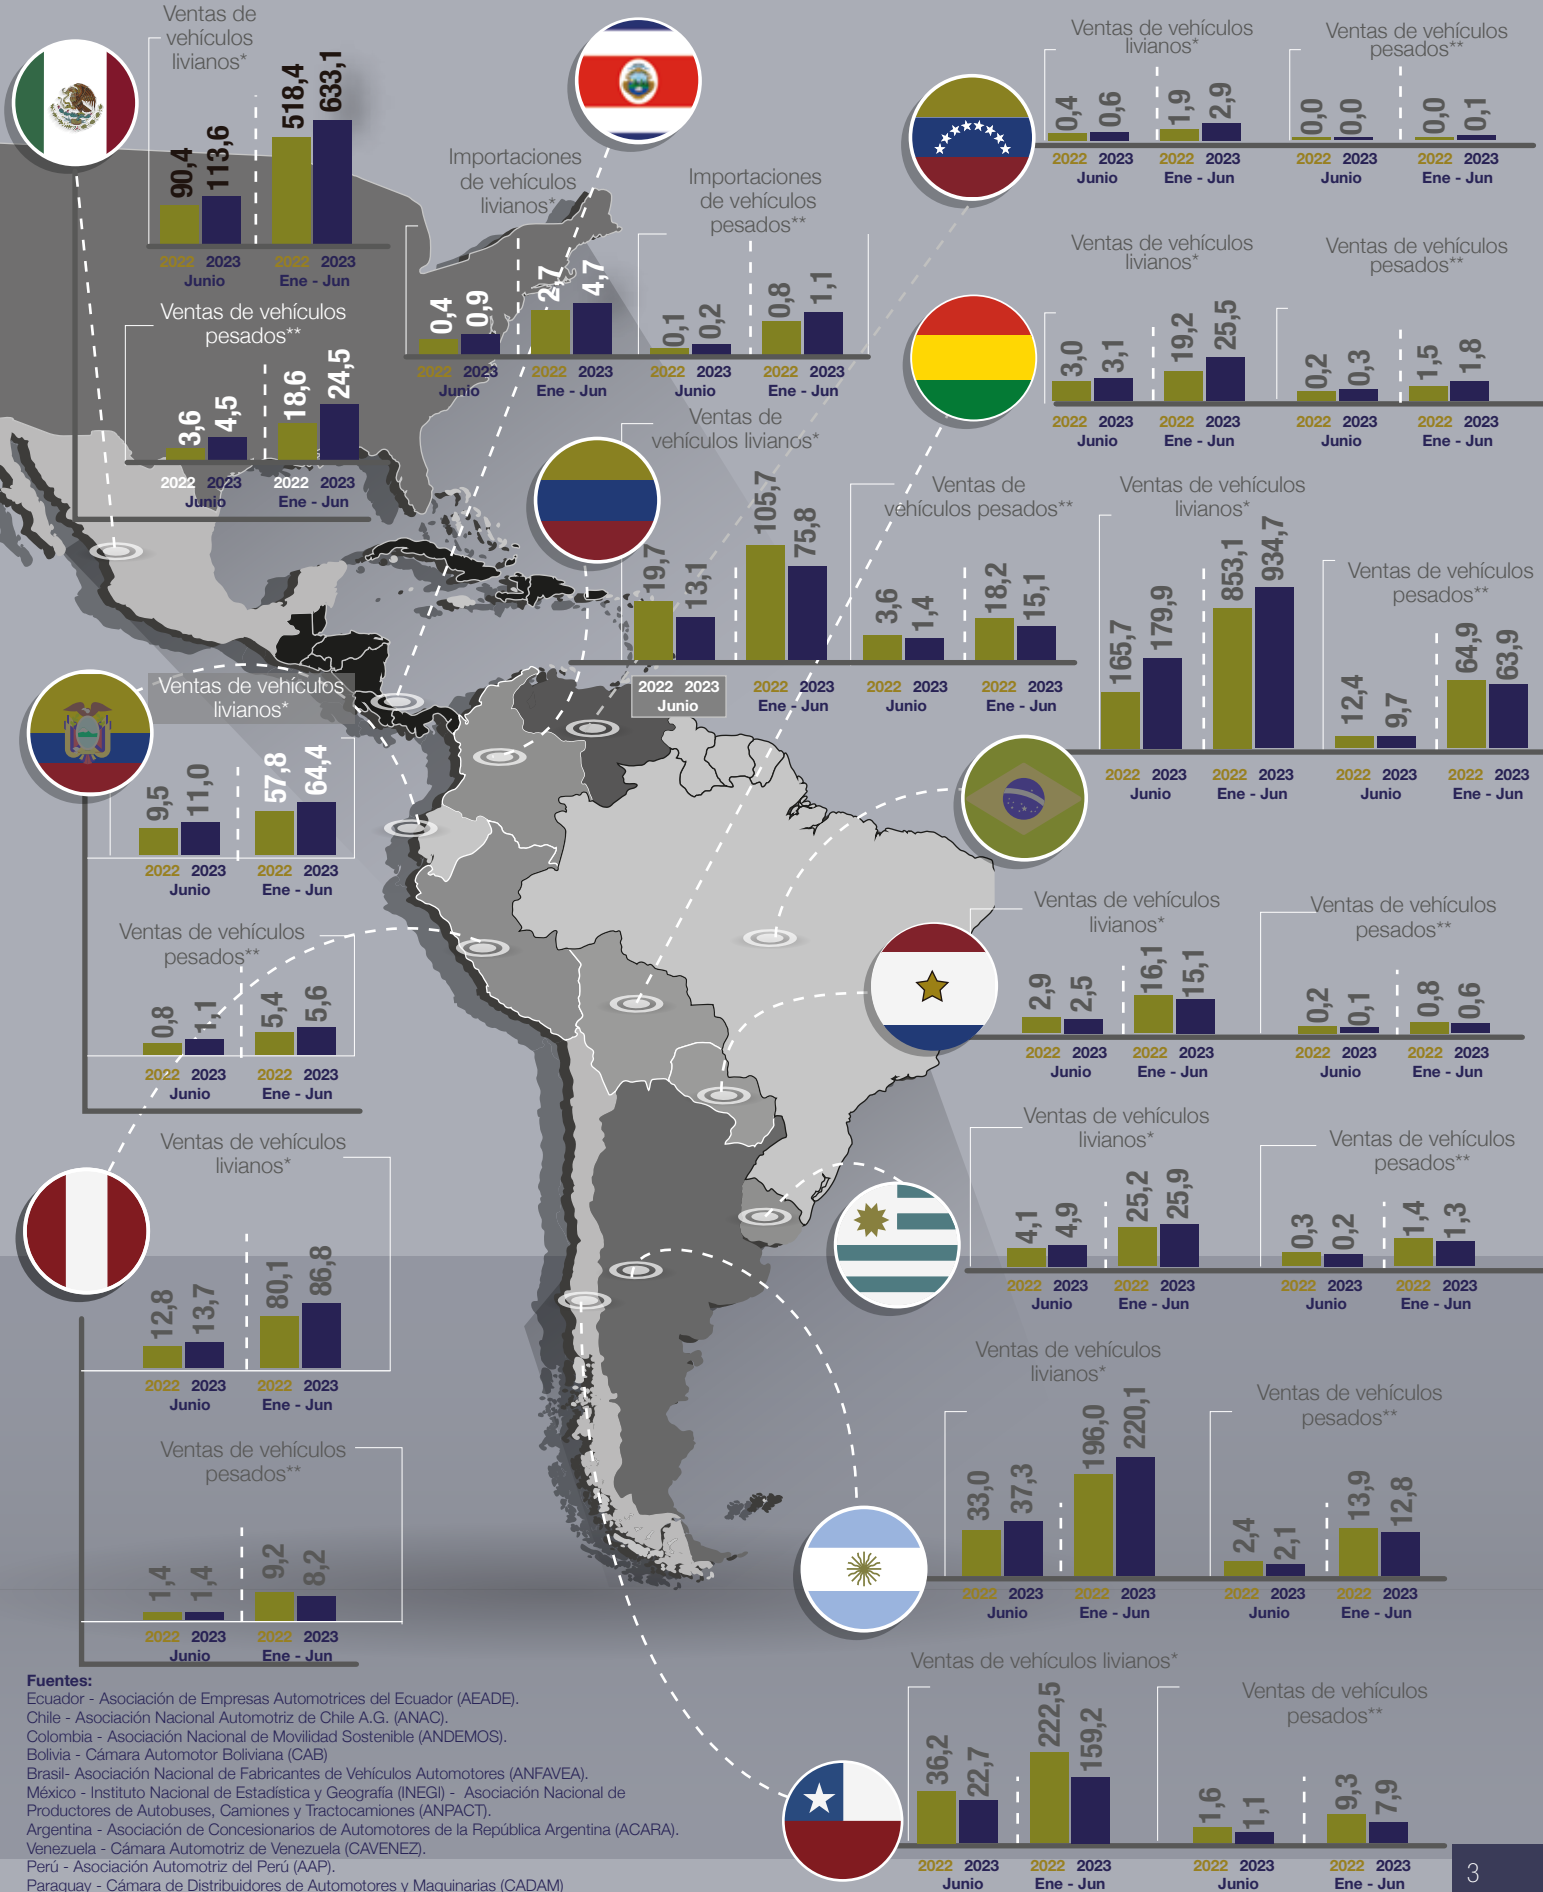 Ventas de
vehículos
livianos*
90,4
113,6
518,4
633,1
2022 2023
Junio
2022 2023
Ene - Jun
Ventas de vehículos
pesados**
3,6
4,5
18,6
24,5
2022 2023
Junio
2022 2023
Ene - Jun
Importaciones
de vehículos
livianos*
0,4
0,9
2,7
4,7
2022 2023
Junio
2022 2023
Ene - Jun
Importaciones
de vehículos
pesados**
0,1
0,2
0,8
1,1
2022 2023
Junio
2022 2023
Ene - Jun
Ventas de vehículos
livianos*
0,4
0,6
1,9
2,9
2022 2023
Junio
2022 2023
Ene - Jun
Ventas de vehículos
pesados**
0,0
0,0
0,0
0,1
2022 2023
Junio
2022 2023
Ene - Jun
Ventas de vehículos
livianos*
3,0
3,1
19,2
25,5
2022 2023
Junio
2022 2023
Ene - Jun
Ventas de vehículos
pesados**
0,2
0,3
1,5
1,8
2022 2023
Junio
2022 2023
Ene - Jun
Ventas de
vehículos livianos*
19,7
13,1
105,7
75,8
2022 2023
Junio
2022 2023
Ene - Jun
Ventas de
vehículos pesados**
3,6
1,4
18,2
15,1
2022 2023
Junio
2022 2023
Ene - Jun
Ventas de vehículos
livianos*
165,7
179,9
853,1
934,7
2022 2023
Junio
2022 2023
Ene - Jun
Ventas de vehículos
pesados**
12,4
9,7
64,9
63,9
2022 2023
Junio
2022 2023
Ene - Jun
Ventas de vehículos
livianos*
9,5
11,0
57,8
64,4
2022 2023
Junio
2022 2023
Ene - Jun
Ventas de vehículos
pesados**
0,8
1,1
5,4
5,6
2022 2023
Junio
2022 2023
Ene - Jun
Ventas de vehículos
livianos*
2,9
2,5
16,1
15,1
2022 2023
Junio
2022 2023
Ene - Jun
Ventas de vehículos
pesados**
0,2
0,1
0,8
0,6
2022 2023
Junio
2022 2023
Ene - Jun
Ventas de vehículos
livianos*
4,1
4,9
25,2
25,9
2022 2023
Junio
2022 2023
Ene - Jun
Ventas de vehículos
pesados**
0,3
0,2
1,4
1,3
2022 2023
Junio
2022 2023
Ene - Jun
Ventas de vehículos
livianos*
12,8
13,7
80,1
86,8
2022 2023
Junio
2022 2023
Ene - Jun
Ventas de vehículos
pesados**
1,4
1,4
9,2
8,2
2022 2023
Junio
2022 2023
Ene - Jun
Ventas de vehículos
livianos*
33,0
37,3
196,0
220,1
2022 2023
Junio
2022 2023
Ene - Jun
Ventas de vehículos
pesados**
2,4
2,1
13,9
12,8
2022 2023
Junio
2022 2023
Ene - Jun
Ventas de vehículos livianos*
36,2
22,7
222,5
159,2
2022 2023
Junio
2022 2023
Ene - Jun
Ventas de vehículos
pesados**
1,6
1,1
9,3
7,9
2022 2023
Junio
2022 2023
Ene - Jun
Fuentes:
Ecuador - Asociación de Empresas Automotrices del Ecuador (AEADE).
Chile - Asociación Nacional Automotriz de Chile A.G. (ANAC).
Colombia - Asociación Nacional de Movilidad Sostenible (ANDEMOS).
Bolivia - Cámara Automotor Boliviana (CAB)
Brasil- Asociación Nacional de Fabricantes de Vehículos Automotores (ANFAVEA).
México - Instituto Nacional de Estadística y Geografía (INEGI) - Asociación Nacional de
Productores de Autobuses, Camiones y Tractocamiones (ANPACT).
Argentina - Asociación de Concesionarios de Automotores de la República Argentina (ACARA).
Venezuela - Cámara Automotriz de Venezuela (CAVENEZ).
Perú - Asociación Automotriz del Perú (AAP).
Paraguay - Cámara de Distribuidores de Automotores y Maquinarias (CADAM)
3